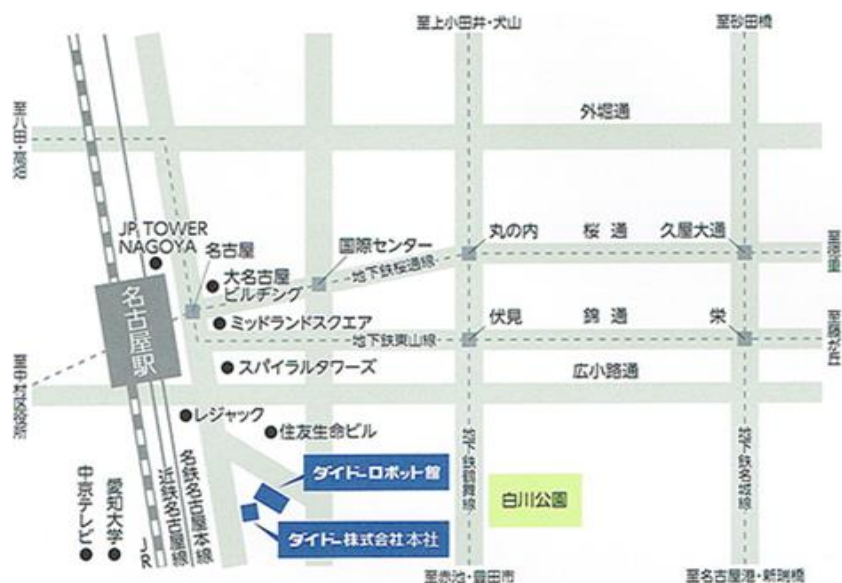 至上小田井・犬山
至砂田橋
至八田・高畑
外堀通
JP TOWER
NAGOYA
名古屋
国際センター
丸の内
桜通
久屋大通
大名古屋
ビルヂング
地下鉄桜通線
名古屋駅
ミッドランドスクエア
伏見
錦通
栄
至藤が丘
地下鉄東山線
スパイラルタワーズ
広小路通
至中村区役所
レジャック
住友生命ビル
ダイドーロボット館
ダイドー株式会社本社
白川公園
地下鉄鶴舞線
地下鉄名城線
中京テレビ
愛知大学
JR
近鉄名古屋線
名鉄名古屋本線
至赤池・豊田市
至名古屋港・新瑞橋